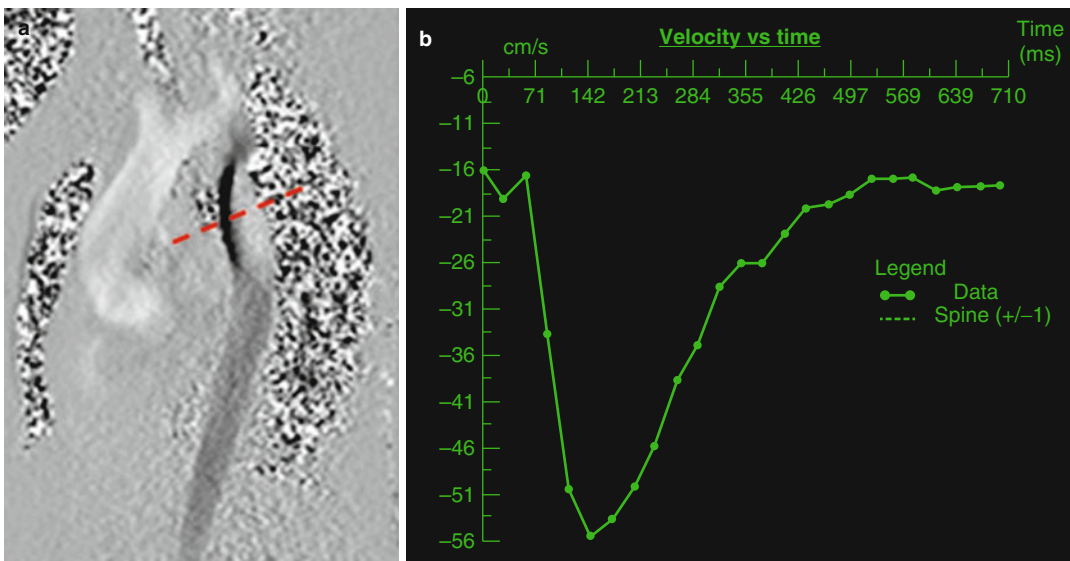 a
b
Velocity vs time
cm/s
Time
(ms)
–6
0 71 142 213 284 355 426 497 569 639 710
–11
–16
–21
–26
–31
–36
–41
–46
–51
–56
Legend
Data
Spine (+/–1)